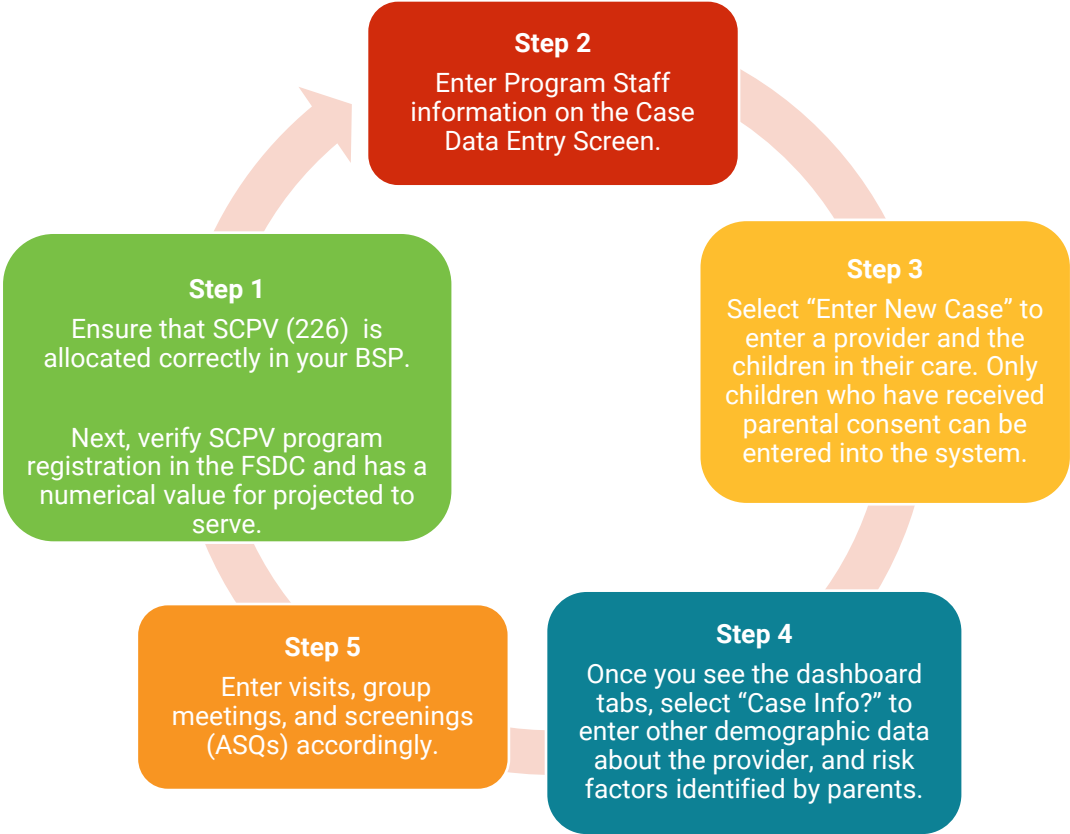 Step 1
Ensure that SCPV (226) is
allocated correctly in your BSP.
Next, verify SCPV program
registration in the FSDC and has a
numerical value for projected to
serve.
Step 2
Enter Program Staff
information on the Case
Data Entry Screen.
Step 3
Select “Enter New Case” to
enter a provider and the
children in their care. Only
children who have received
parental consent can be
entered into the system.
Step 4
Once you see the dashboard
tabs, select “Case Info?” to
enter other demographic data
about the provider, and risk
factors identified by parents.
Step 5
Enter visits, group
meetings, and screenings
(ASQs) accordingly.